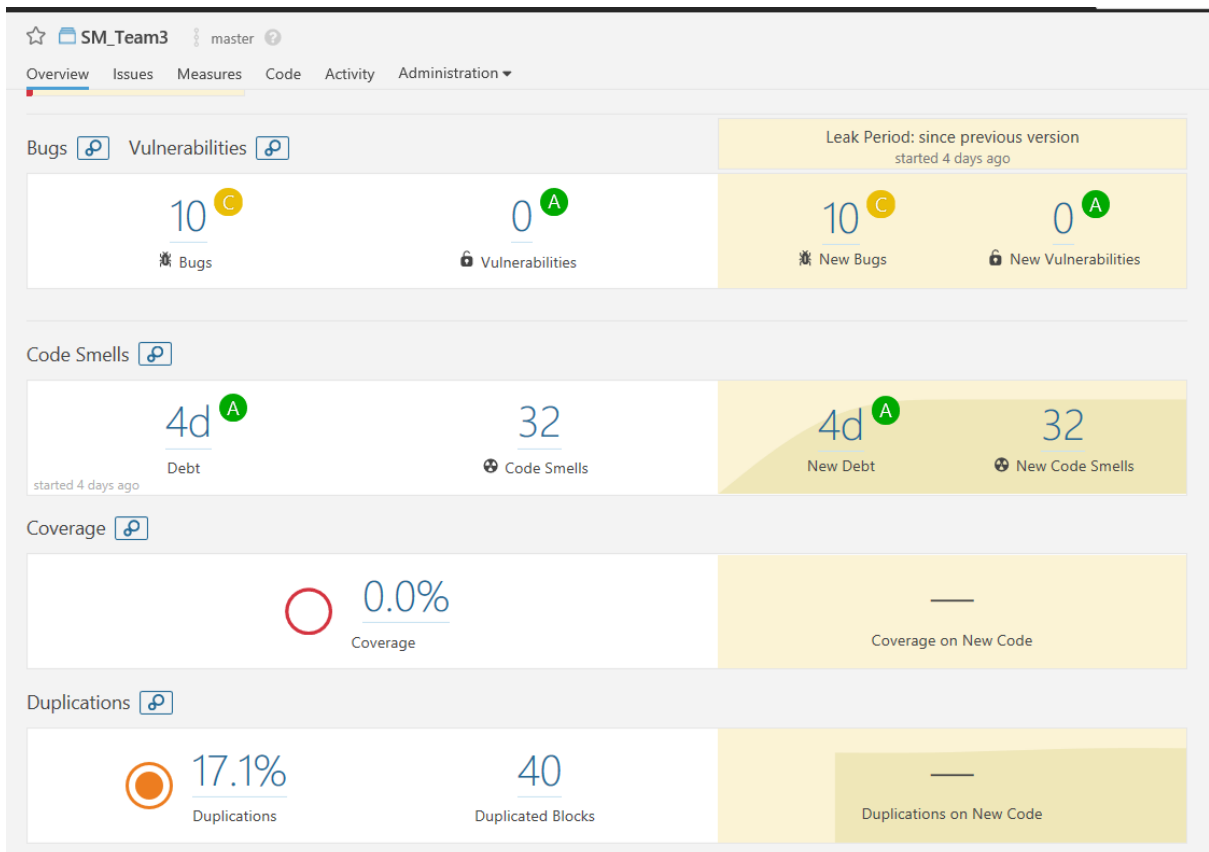 SM_Team3 master ?
Overview Issues Measures Code Activity Administration
Bugs Vulnerabilities
Leak Period: since previous version
started 4 days ago
10 C
Bugs
0 A
Vulnerabilities
10 C
New Bugs
0 A
New Vulnerabilities
Code Smells
4d A
Debt
32
Code Smells
started 4 days ago
4d A
New Debt
32
New Code Smells
Coverage
0.0%
Coverage
—
Coverage on New Code
Duplications
17.1%
Duplications
40
Duplicated Blocks
—
Duplications on New Code